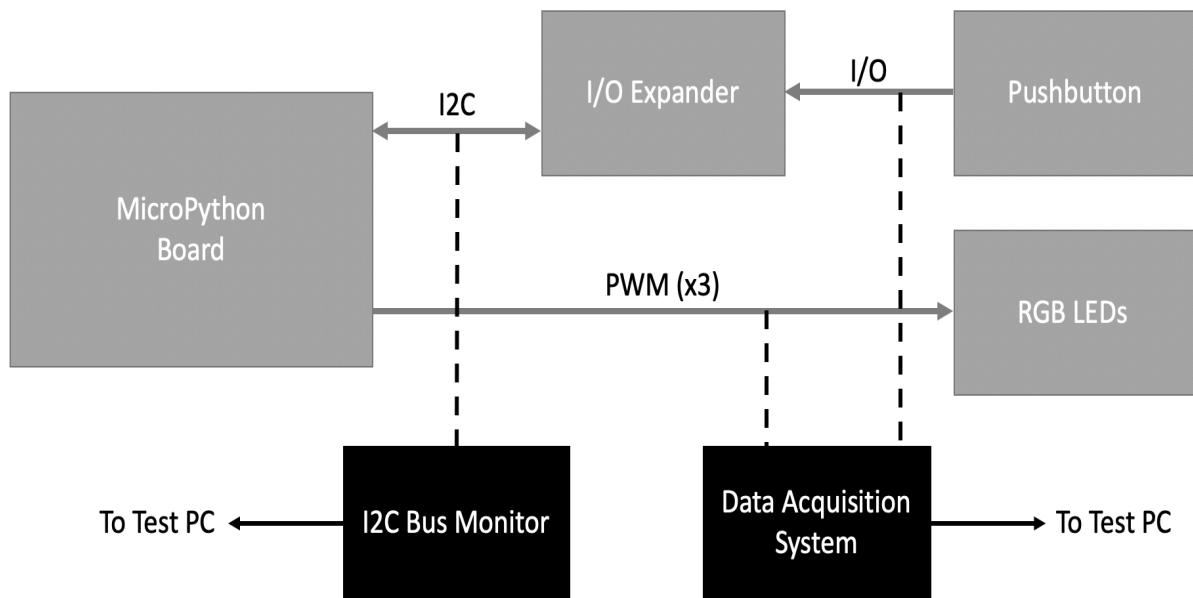 I/O
I/O Expander
Pushbutton
I2C
MicroPython
Board
PWM (x3)
RGB LEDs
To Test PC
I2C Bus Monitor
Data Acquisition
System
To Test PC